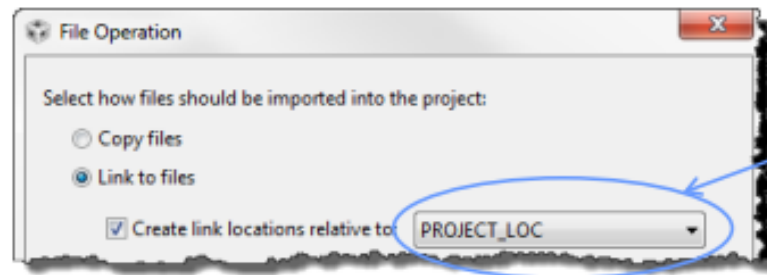 File Operation
Select how files should be imported into the project:
Copy files
Link to files
Create link locations relative to: PROJECT_LOC